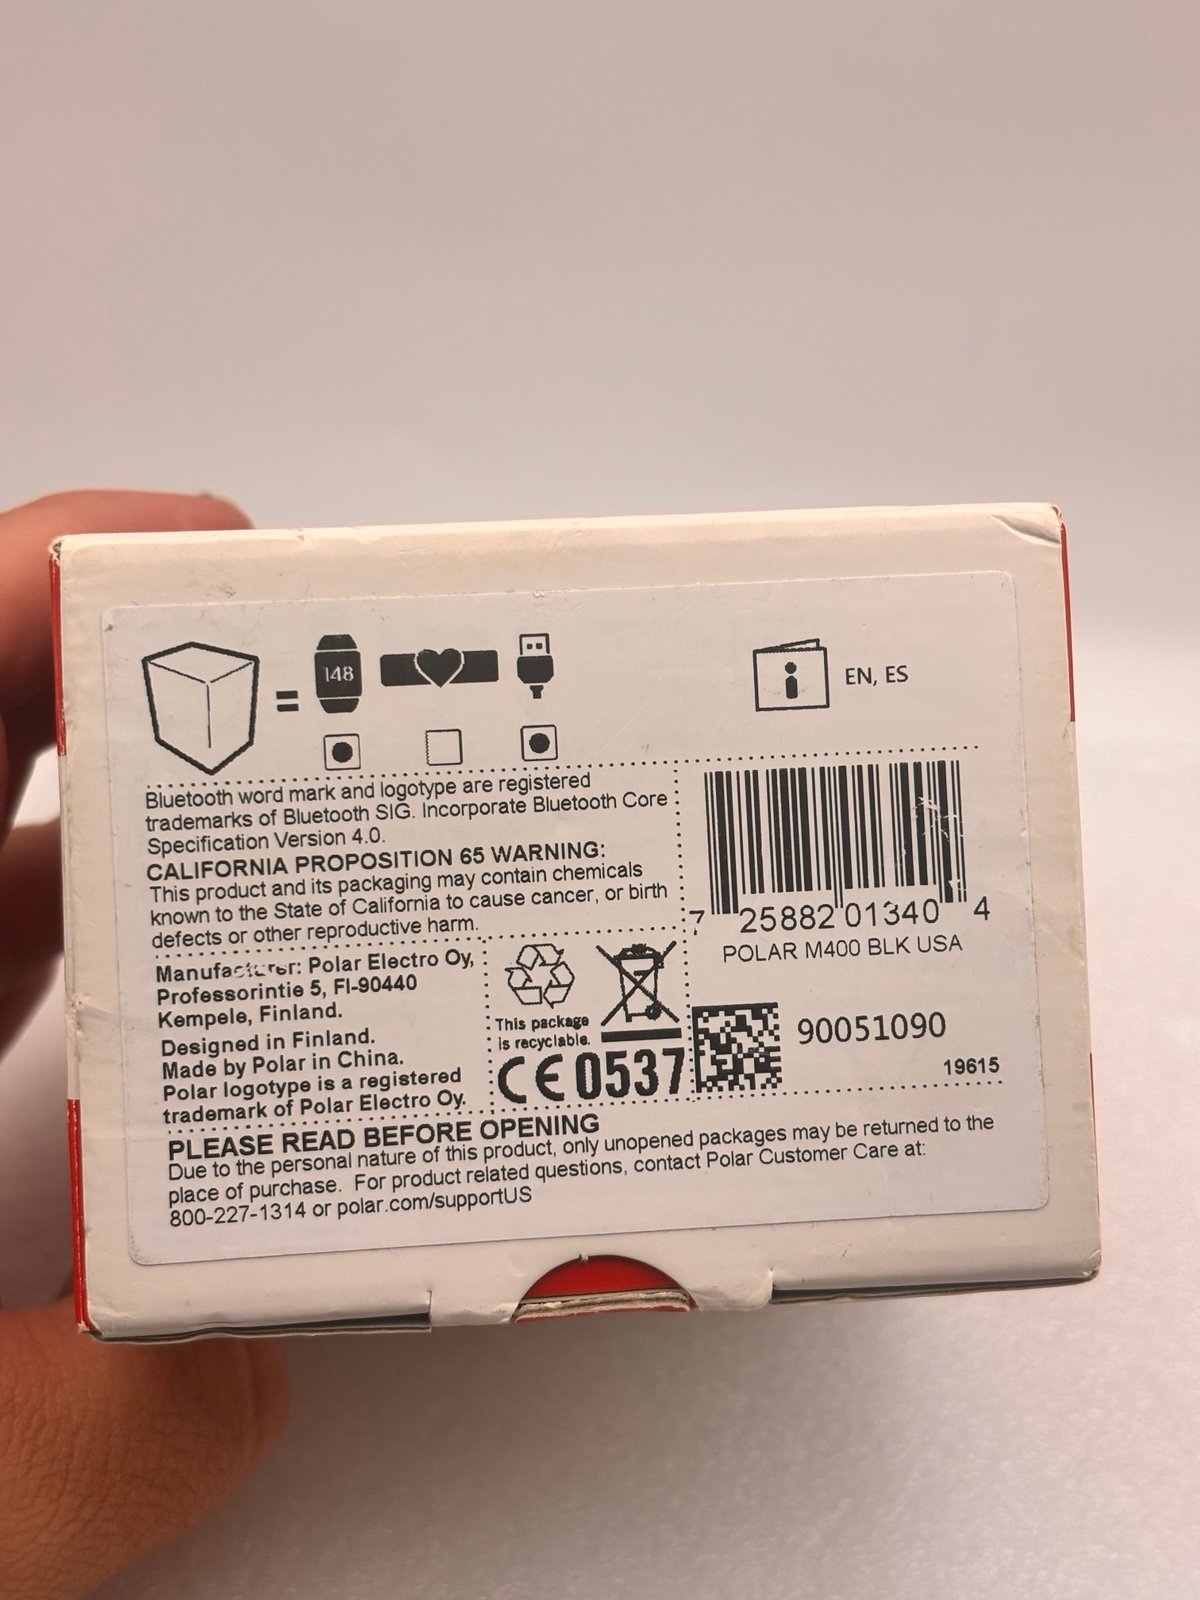 148
EN, ES
Bluetooth word mark and logotype are registered
trademarks of Bluetooth SIG. Incorporate Bluetooth Core
Specification Version 4.0.
CALIFORNIA PROPOSITION 65 WARNING:
This product and its packaging may contain chemicals
known to the State of California to cause cancer, or birth
defects or other reproductive harm.
7 25882 01340 4
POLAR M400 BLK USA
Manufacturer: Polar Electro Oy,
Professorintie 5, FI-90440
Kempele, Finland.
Designed in Finland.
Made by Polar in China.
Polar logotype is a registered
trademark of Polar Electro Oy.
This package
is recyclable.
CE 0537
90051090
19615
PLEASE READ BEFORE OPENING
Due to the personal nature of this product, only unopened packages may be returned to the
place of purchase. For product related questions, contact Polar Customer Care at:
800-227-1314 or polar.com/supportUS